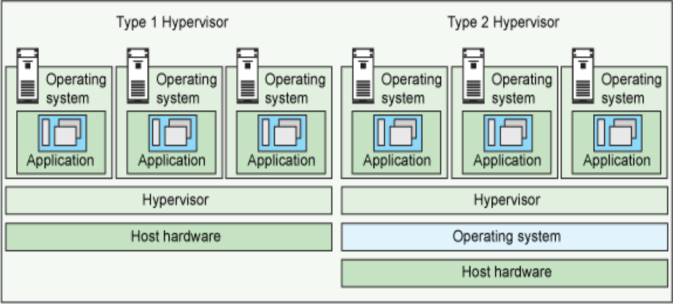 Type 1 Hypervisor
Operating
system
Application
Operating
system
Application
Operating
system
Application
Hypervisor
Host hardware
Type 2 Hypervisor
Operating
system
Application
Operating
system
Application
Operating
system
Application
Hypervisor
Operating system
Host hardware